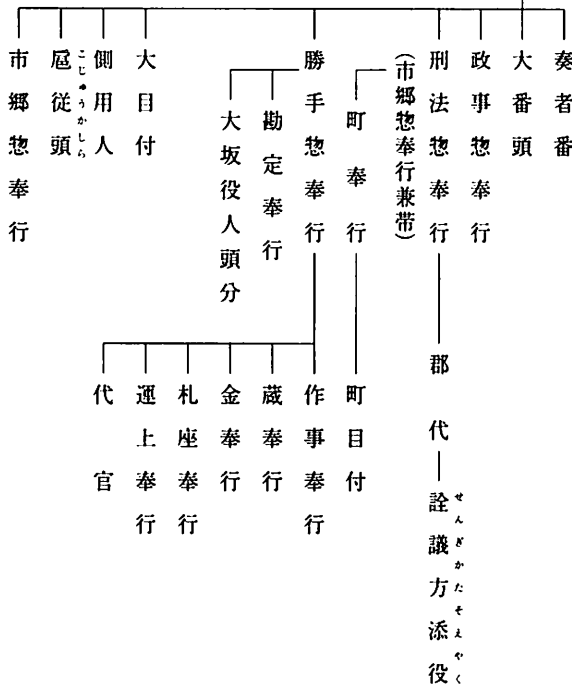 奏者番
大番頭
政事惣奉行
刑法惣奉行
郡代
詮議方添役
せんぎかたそえやく
(市郷惣奉行兼帯)
町奉行
町目付
勝手惣奉行
勘定奉行
大坂役人頭分
作事奉行
蔵奉行
金奉行
札座奉行
運上奉行
代官
大目付
側用人
扈従頭
こじゅうかしら
市郷惣奉行